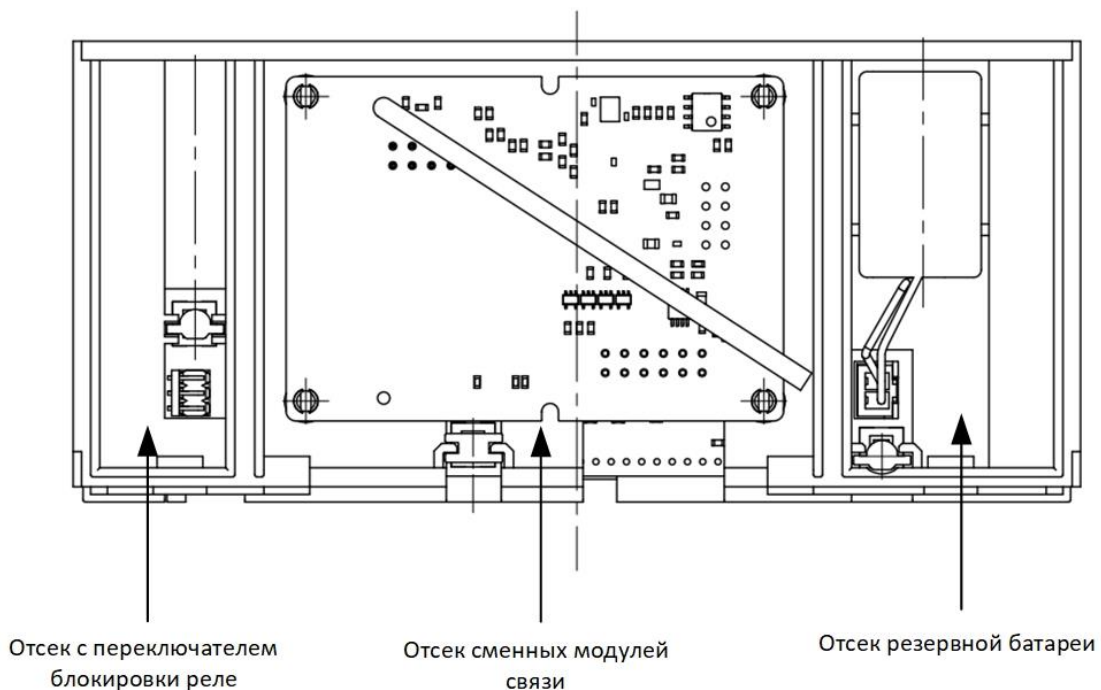 Отсек с переключателем
блокировки реле
Отсек сменных модулей
связи
Отсек резервной батареи